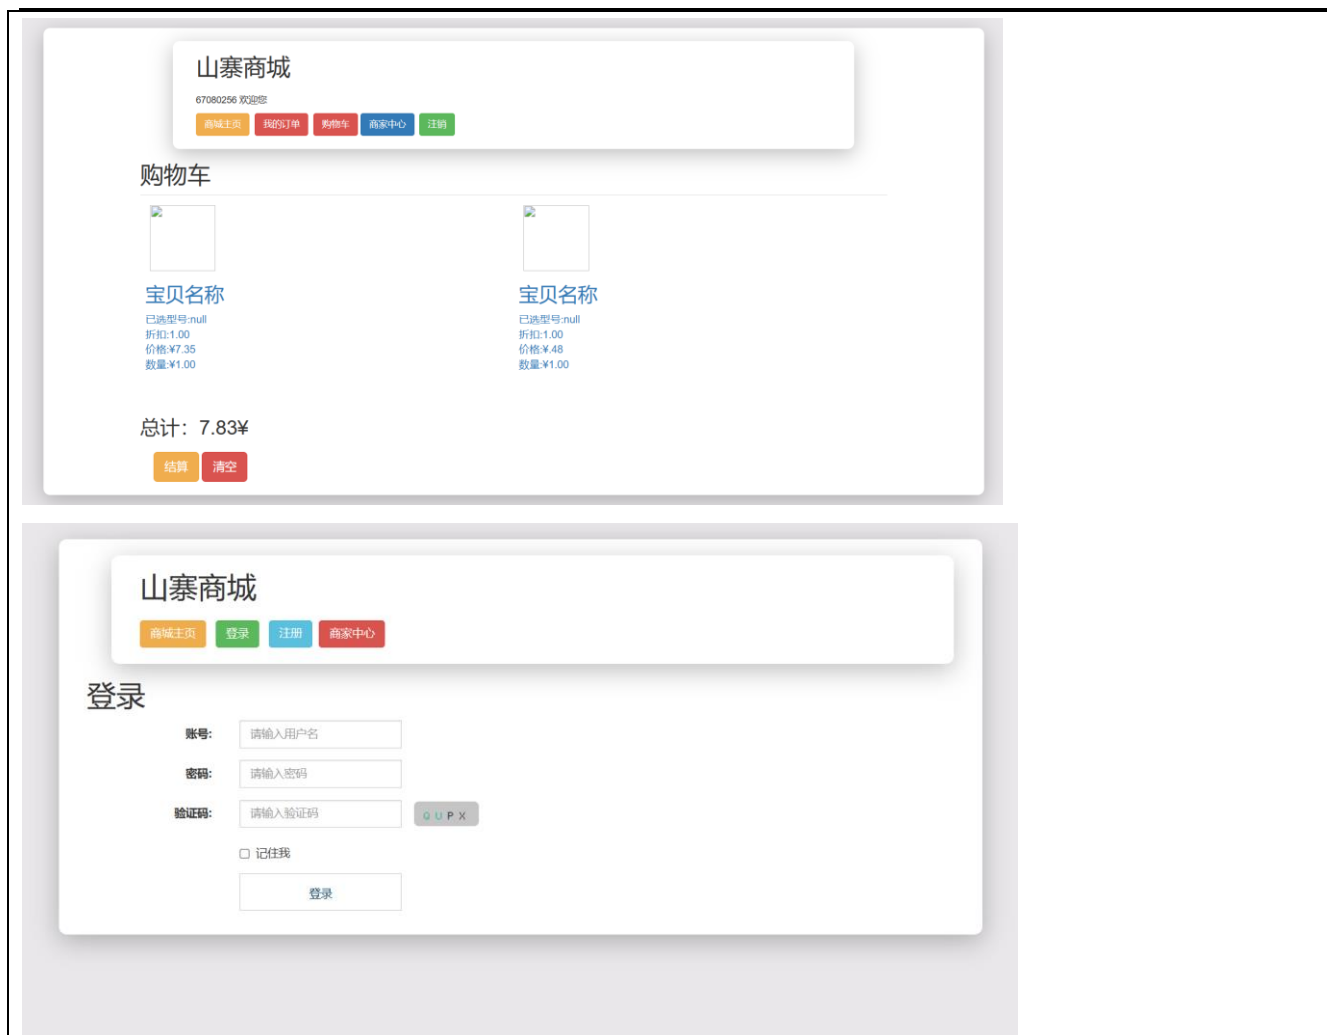 山寨商城
67080256 欢迎您
商城主页 我的订单 购物车 商家中心 注销
购物车
宝贝名称 宝贝名称
已选型号:null 已选型号:null
折扣:1.00 折扣:1.00
价格:¥7.35 价格:¥.48
数量:¥1.00 数量:¥1.00
总计：7.83¥
结算 清空
山寨商城
商城主页 登录 注册 商家中心
登录
账号: 请输入用户名
密码: 请输入密码
验证码: 请输入验证码 Q U P X
记住我
登录